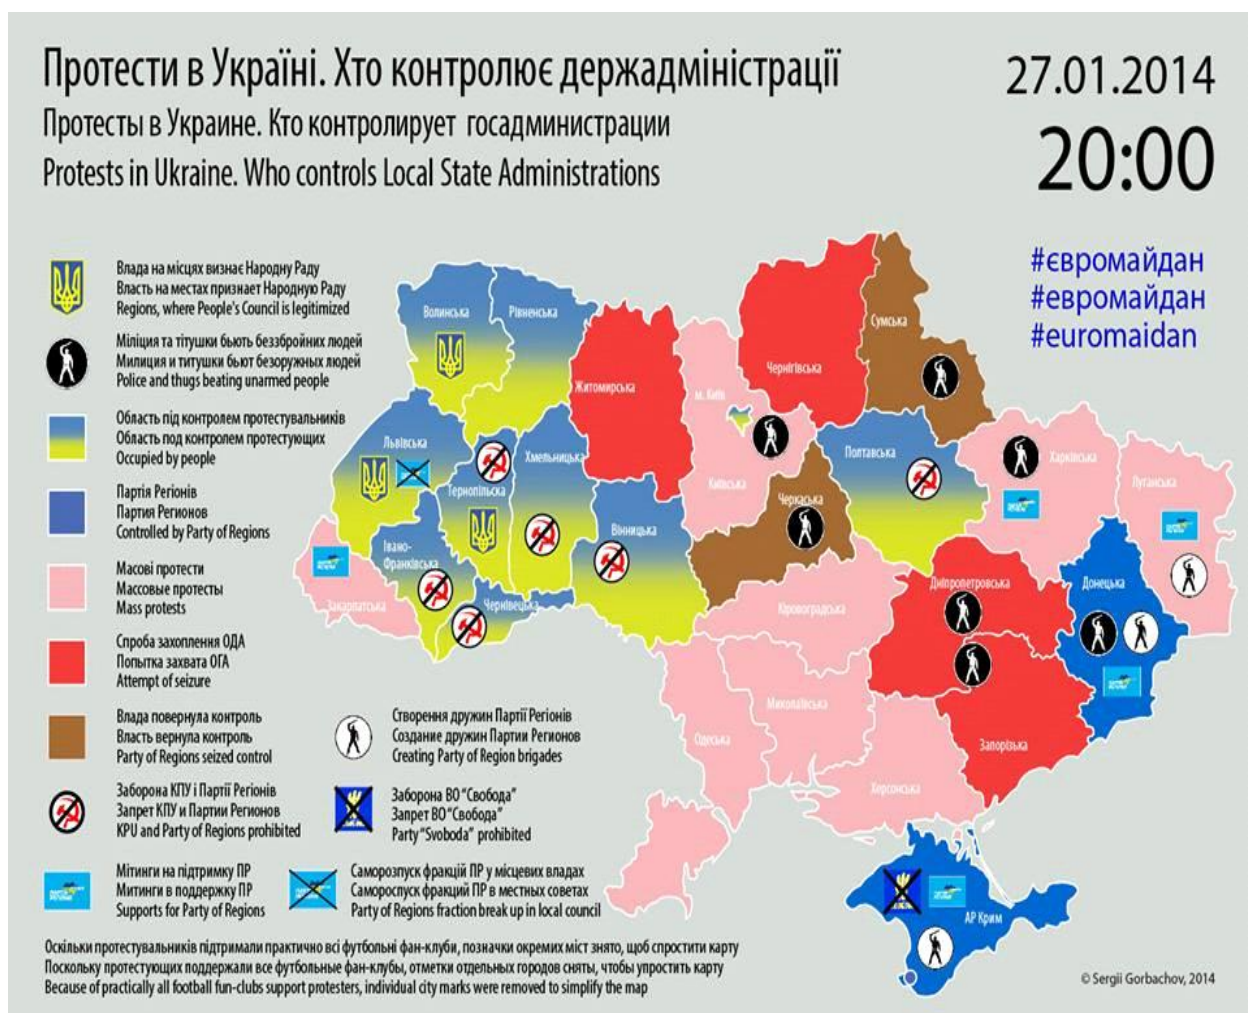 Протести в Україні. Хто контролює держадміністрації
Протесты в Украине. Кто контролирует госадминистрации
Protests in Ukraine. Who controls Local State Administrations
27.01.2014
20:00
#євромайдан
#евромайдан
#euromaidan
Влада на місцях визнає Народну Раду
Власть на местах признает Народную Раду
Regions, where People's Council is legitimized
Міліція та тітушки бьють беззбройних людей
Милиция и титушки бьют безоружных людей
Police and thugs beating unarmed people
Область під контролем протестувальників
Область под контролем протестующих
Occupied by people
Партія Регіонів
Партия Регионов
Controlled by Party of Regions
Масові протести
Массовые протесты
Mass protests
Спроба захоплення ОДА
Попытка захвата ОГА
Attempt of seizure
Влада повернула контроль
Власть вернула контроль
Party of Regions seized control
Заборона КПУ і Партії Регіонів
Запрет КПУ и Партии Регионов
KPU and Party of Regions prohibited
Мітинги на підтримку ПР
Митинги в поддержку ПР
Supports for Party of Regions
Створення дружин Партії Регіонів
Создание дружин Партии Регионов
Creating Party of Region brigades
Заборона ВО "Свобода"
Запрет ВО "Свобода"
Party "Svoboda" prohibited
Саморозпуск фракцій ПР у місцевих владах
Самороспуск фракций ПР в местных советах
Party of Regions fraction break up in local council
Волинська
Рівненська
Житомирська
м. Київ
Чернігівська
Сумська
Львівська
Тернопільска
Хмельницька
Вінницька
Київська
Черкаська
Полтавська
Харківська
Луганська
Івано-
Франківська
Закарпатська
Чернівецька
Кіровоградська
Дніпропетровська
Донецька
Одеська
Миколаївська
Запорізька
Херсонська
АР Крим
Оскільки протестувальників підтримали практично всі футбольні фан-клуби, позначки окремих міст знято, щоб спростити карту
Поскольку протестующих поддержали все футбольные фан-клубы, отметки отдельных городов сняты, чтобы упростить карту
Because of practically all football fun-clubs support protesters, individual city marks were removed to simplify the map
© Sergii Gorbachov, 2014